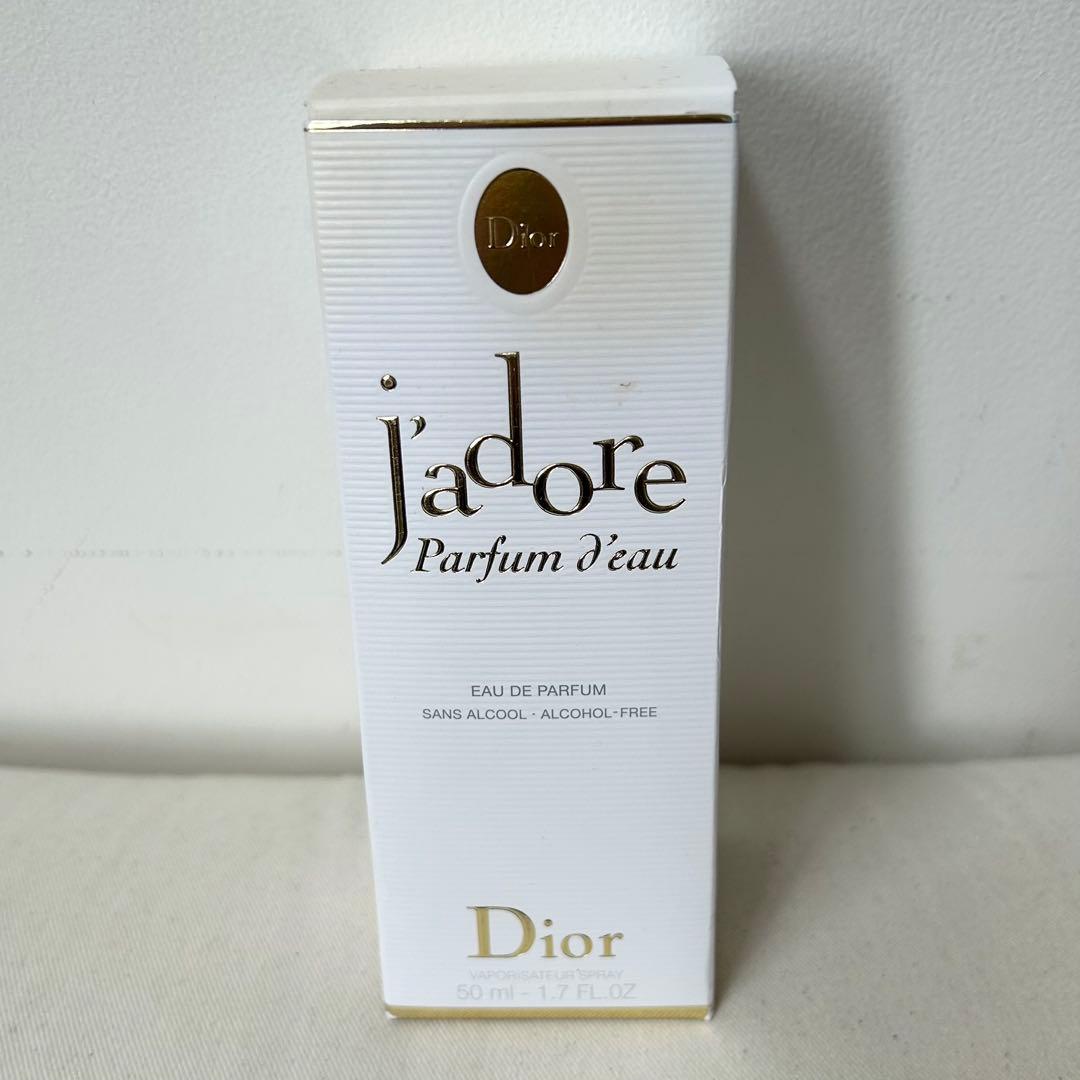 Dior
j'adore
Parfum d'eau
EAU DE PARFUM
SANS ALCOOL · ALCOHOL-FREE
Dior
VAPORISATEUR SPRAY
50 ml - 1.7 FL.OZ